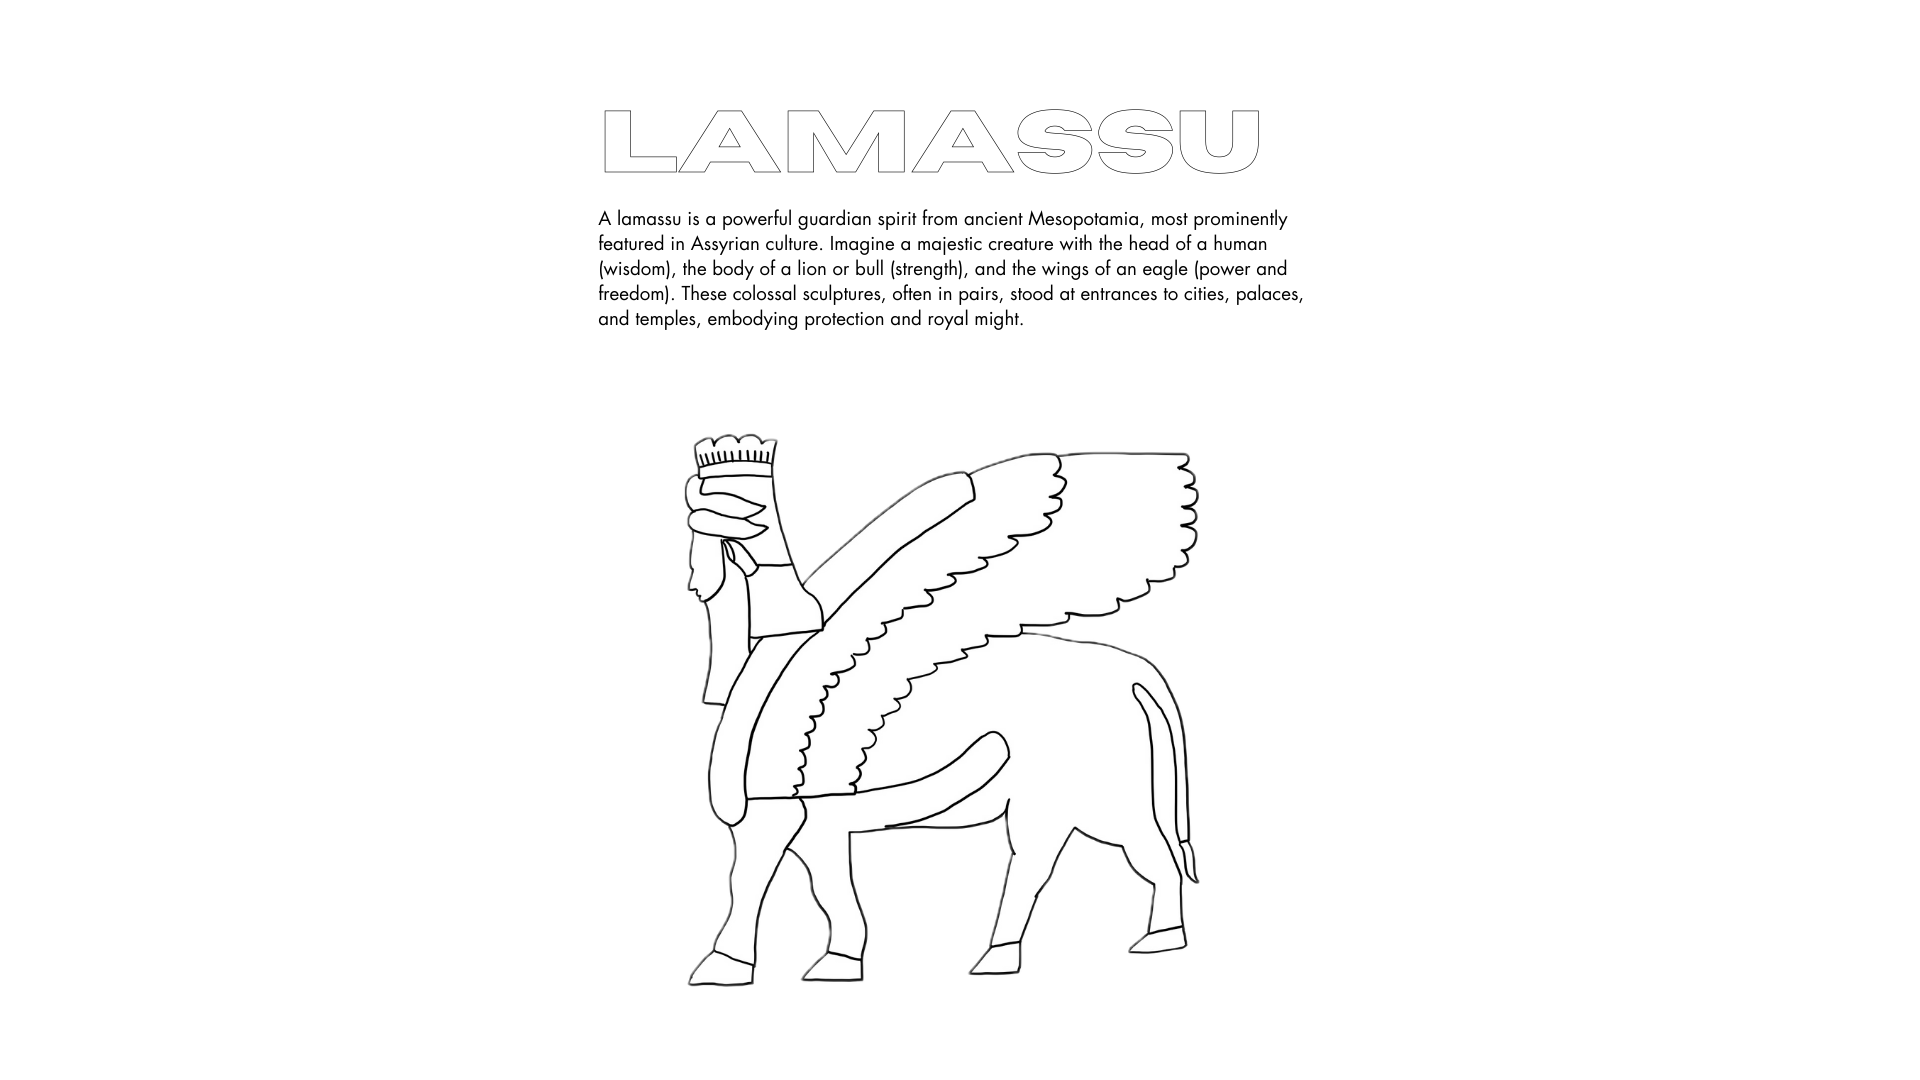 LAMASSU
A lamassu is a powerful guardian spirit from ancient Mesopotamia, most prominently
featured in Assyrian culture. Imagine a majestic creature with the head of a human
(wisdom), the body of a lion or bull (strength), and the wings of an eagle (power and
freedom). These colossal sculptures, often in pairs, stood at entrances to cities, palaces,
and temples, embodying protection and royal might.